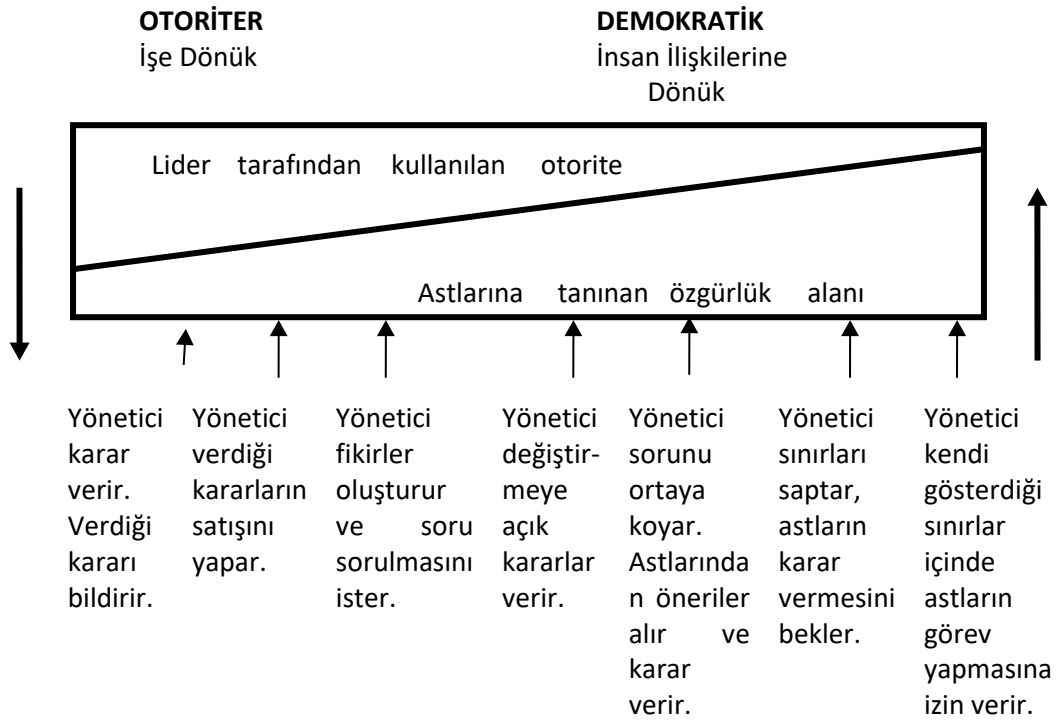 OTORİTER
İşe Dönük
DEMOKRATİK
İnsan İlişkilerine
Dönük
Lider tarafından kullanılan otorite
Astlarına tanınan özgürlük alanı
Yönetici
karar
verir.
Verdiği
kararı
bildirir.
Yönetici
verdiği
kararların
satışını
yapar.
Yönetici
fikirler
oluşturur
ve soru
sorulmasını
ister.
Yönetici
değiştir-
meye
açık
kararlar
verir.
Yönetici
sorunu
ortaya
koyar.
Astlarında
n öneriler
alır ve
karar
verir.
Yönetici
sınırları
saptar,
astların
karar
vermesini
bekler.
Yönetici
kendi
gösterdiği
sınırlar
içinde
astların
görev
yapmasına
izin verir.